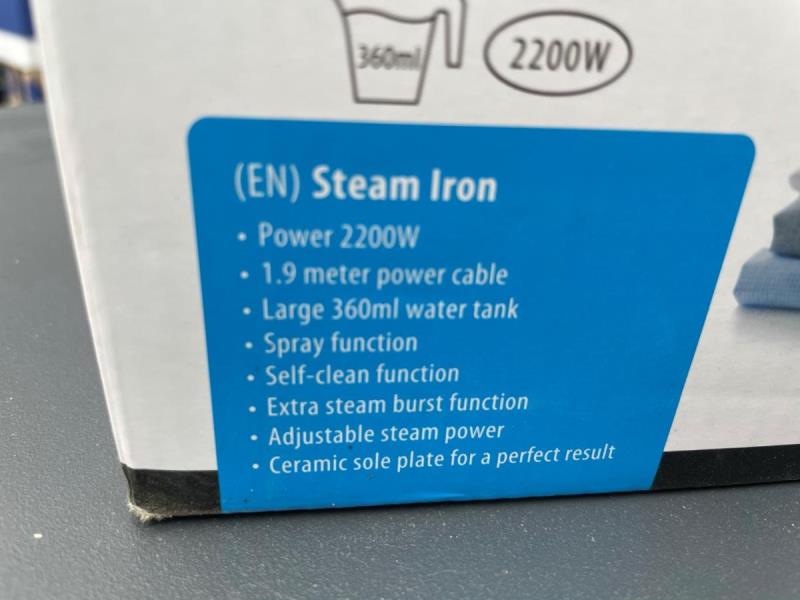 360ml 2200W
(EN) Steam Iron
• Power 2200W
• 1.9 meter power cable
• Large 360ml water tank
• Spray function
• Self-clean function
• Extra steam burst function
• Adjustable steam power
• Ceramic sole plate for a perfect result